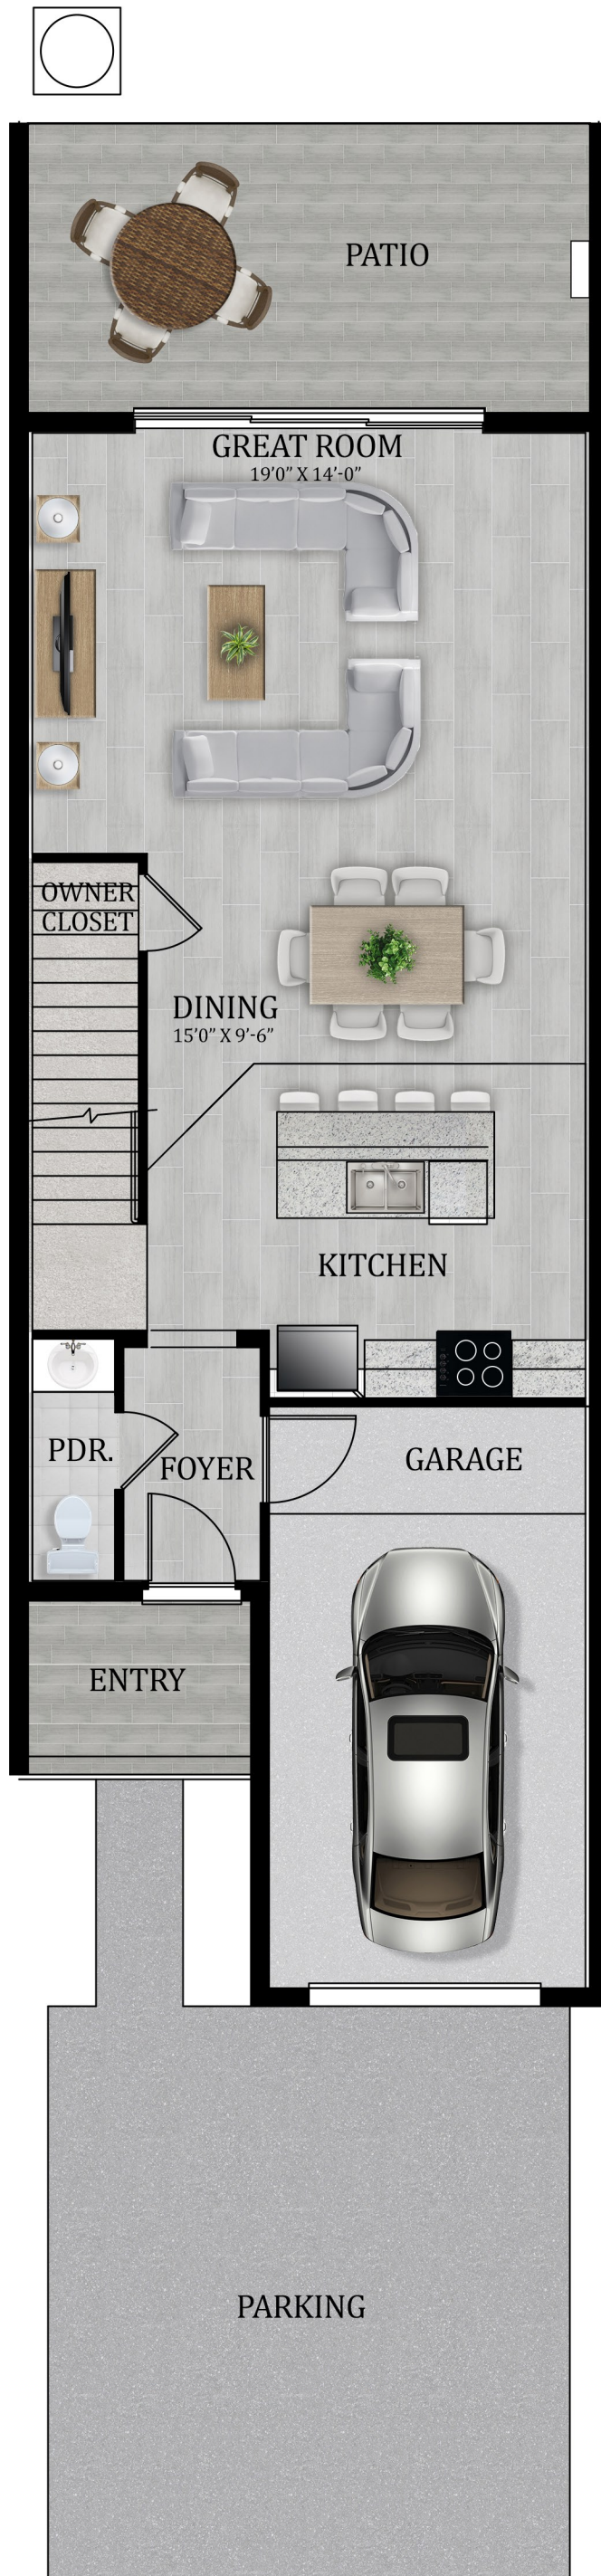 PATIO
GREAT ROOM
19’0” X 14’-0”
OWNER
CLOSET
DINING
15’0” X 9’-6”
KITCHEN
PDR.
FOYER
GARAGE
ENTRY
PARKING